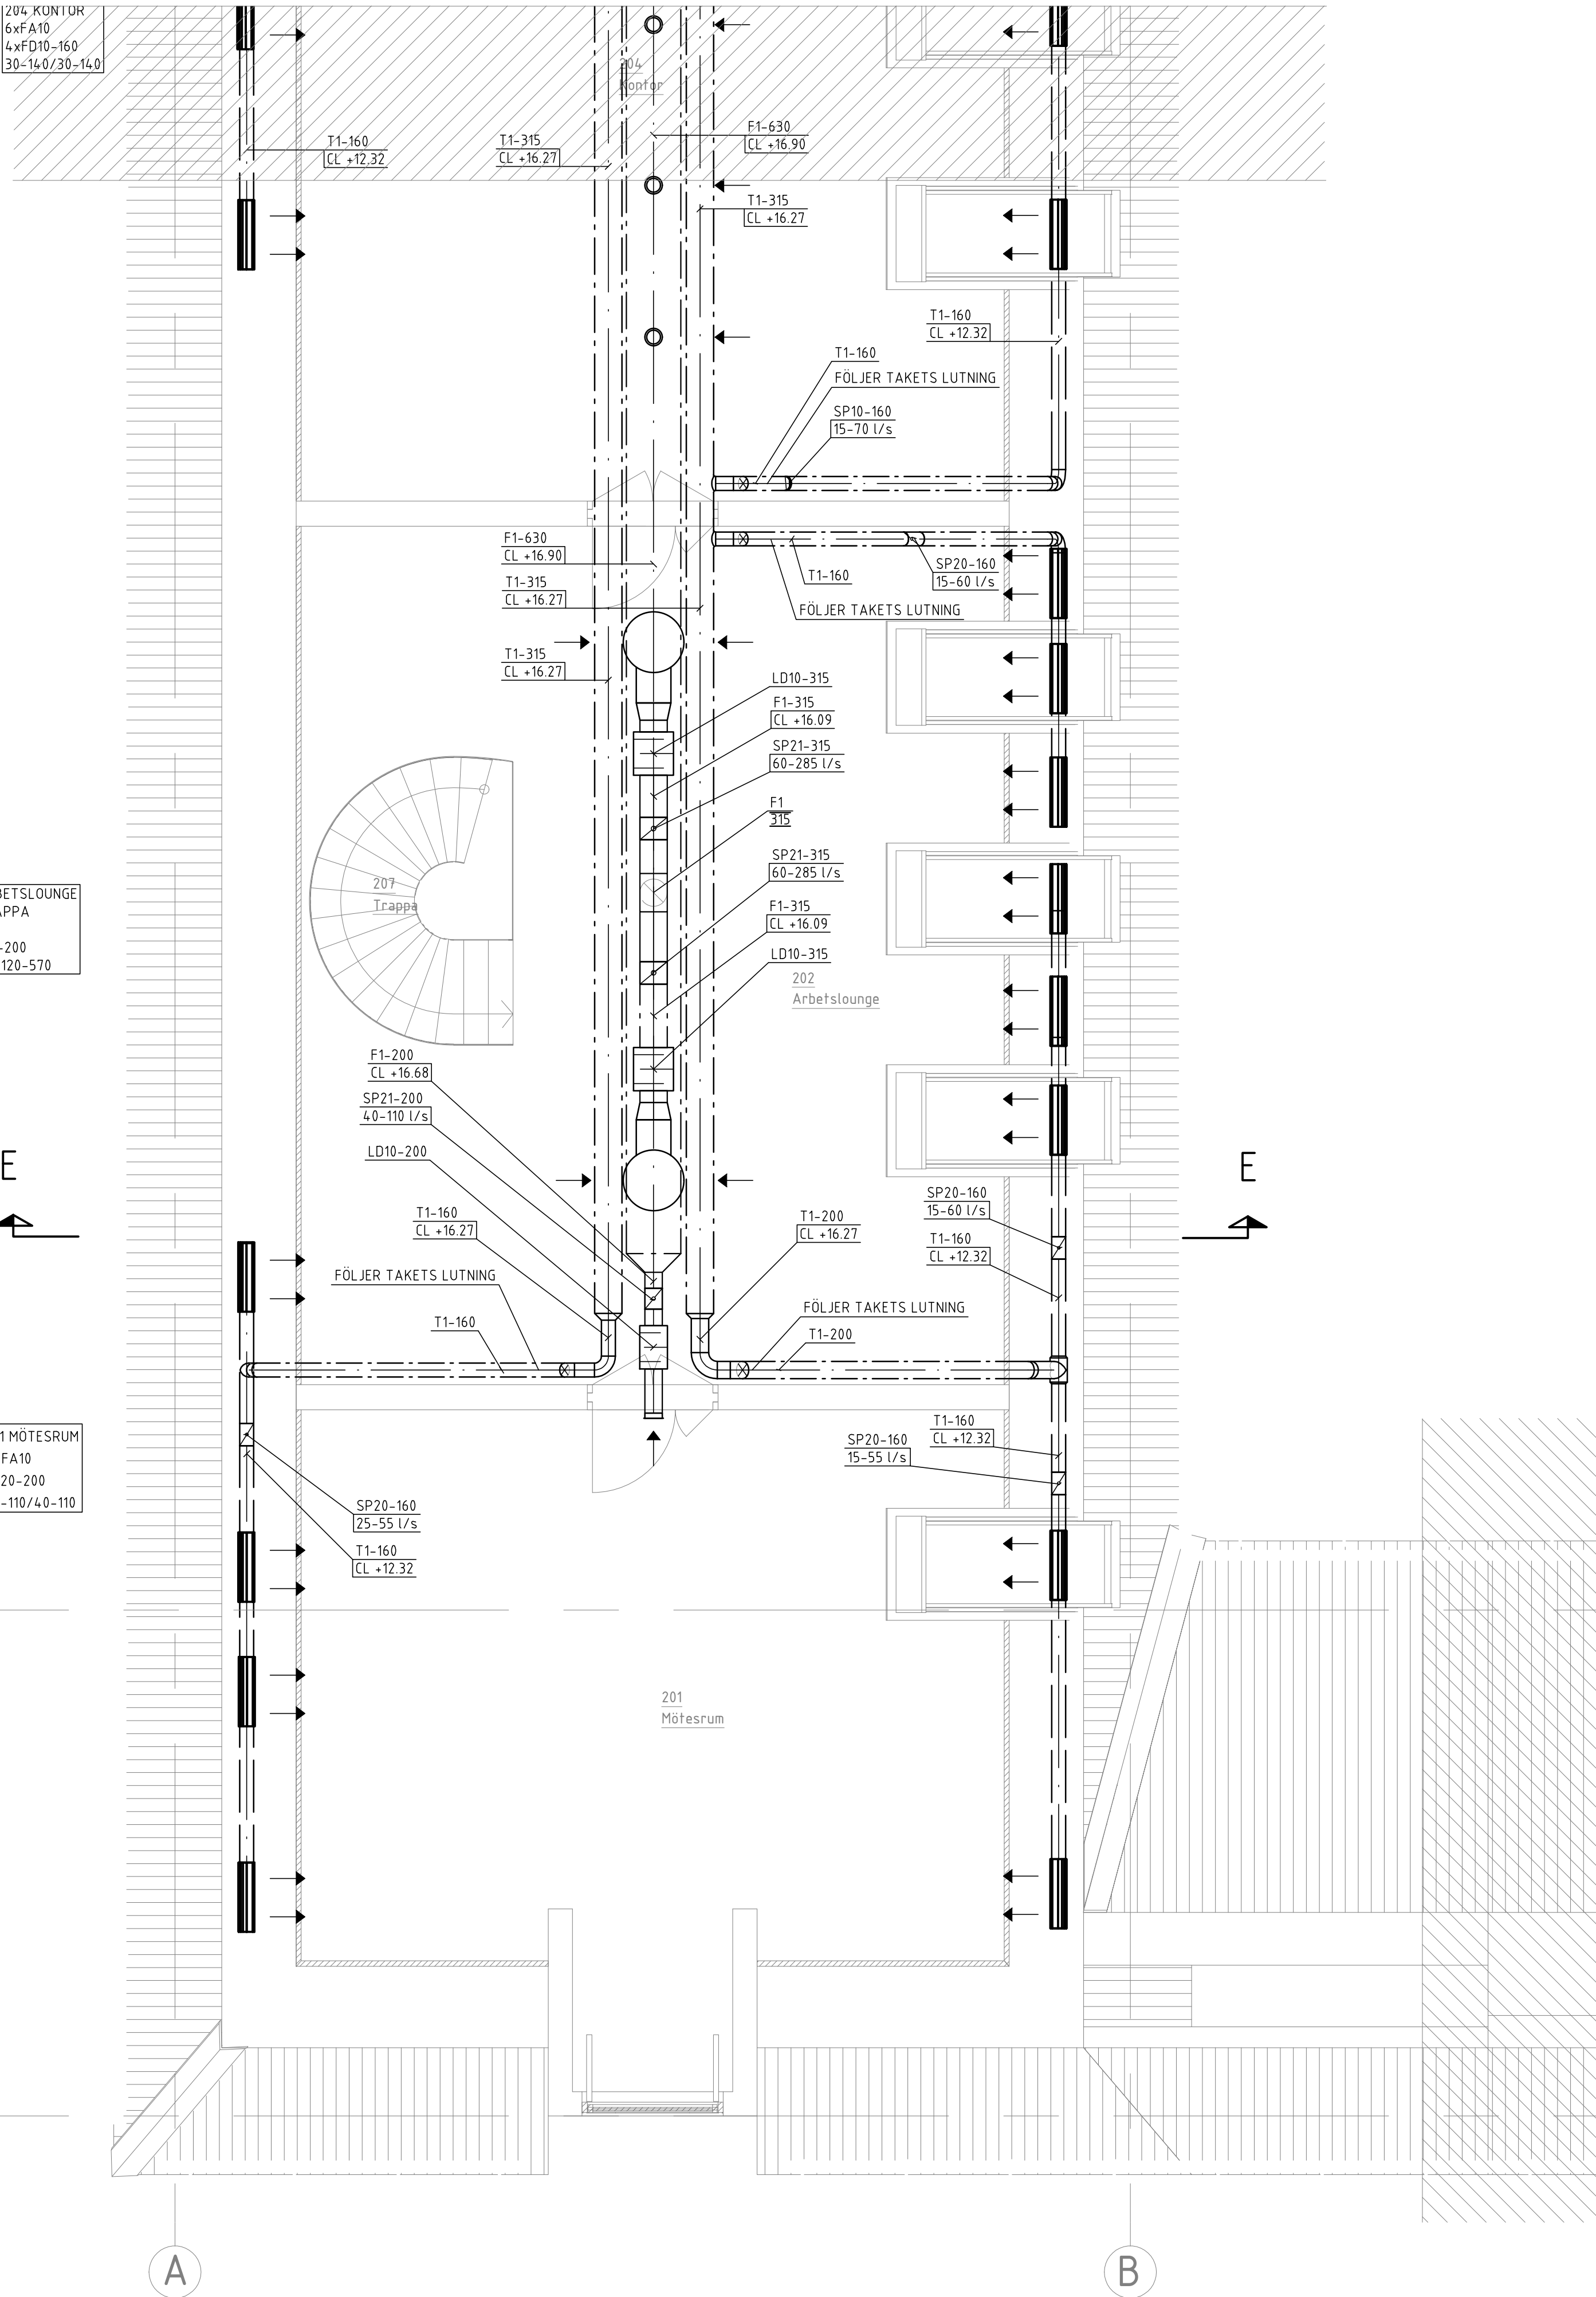 204 KONTOR
6xFA10
4xFD10-160
30-140/30-140
204
Kontor
T1-160
CL +12.32
T1-315
CL +16.27
F1-630
CL +16.90
T1-315
CL +16.27
T1-160
CL +12.32
T1-160
FÖLJER TAKETS LUTNING
SP10-160
15-70 l/s
F1-630
CL +16.90
T1-315
CL +16.27
SP20-160
15-60 l/s
T1-160
FÖLJER TAKETS LUTNING
T1-315
CL +16.27
LD10-315
F1-315
CL +16.09
SP21-315
60-285 l/s
F1
315
SP21-315
60-285 l/s
207
Trappa
BETSLOUNGE
APPA
-200
120-570
F1-315
CL +16.09
LD10-315
202
Arbetslounge
F1-200
CL +16.68
SP21-200
40-110 l/s
LD10-200
E
E
SP20-160
15-60 l/s
T1-160
CL +16.27
T1-200
CL +16.27
T1-160
CL +12.32
FÖLJER TAKETS LUTNING
FÖLJER TAKETS LUTNING
T1-160
T1-200
1 MÖTESRUM
FA10
20-200
-110/40-110
T1-160
CL +12.32
SP20-160
15-55 l/s
SP20-160
25-55 l/s
T1-160
CL +12.32
201
Mötesrum
A
B